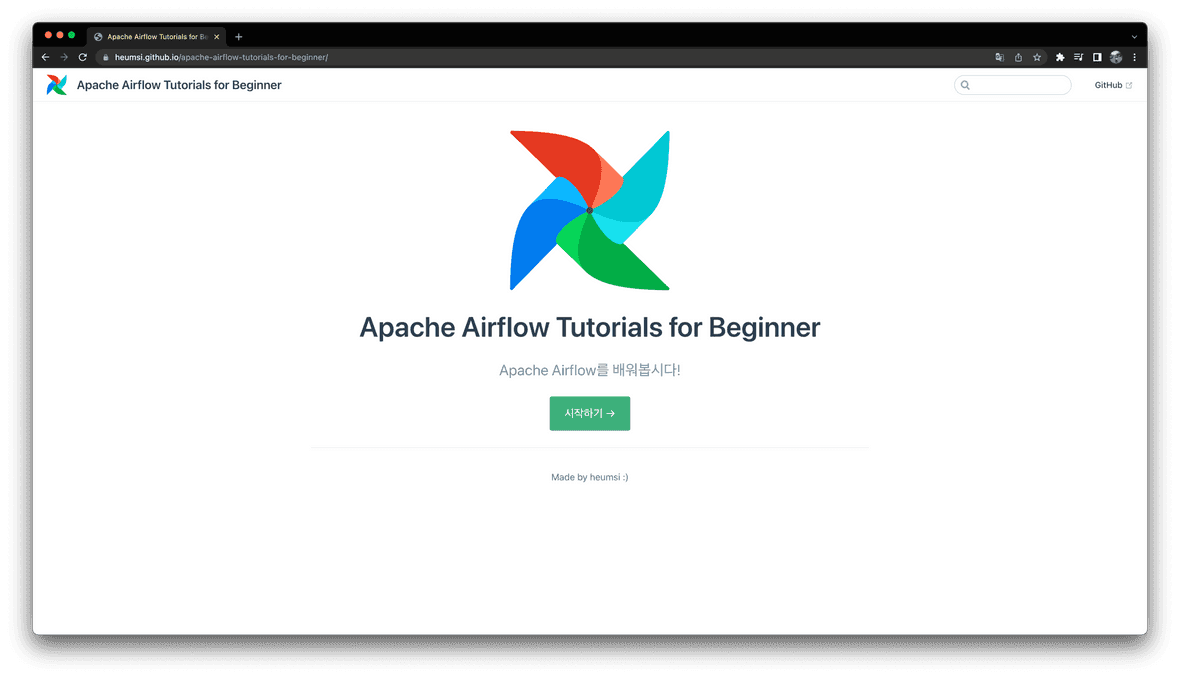 Apache Airflow Tutorials for Be
heumsi.github.io/apache-airflow-tutorials-for-beginner/
Apache Airflow Tutorials for Beginner
GitHub
Apache Airflow Tutorials for Beginner
Apache Airflow를 배워봅시다!
시작하기 →
Made by heumsi :)